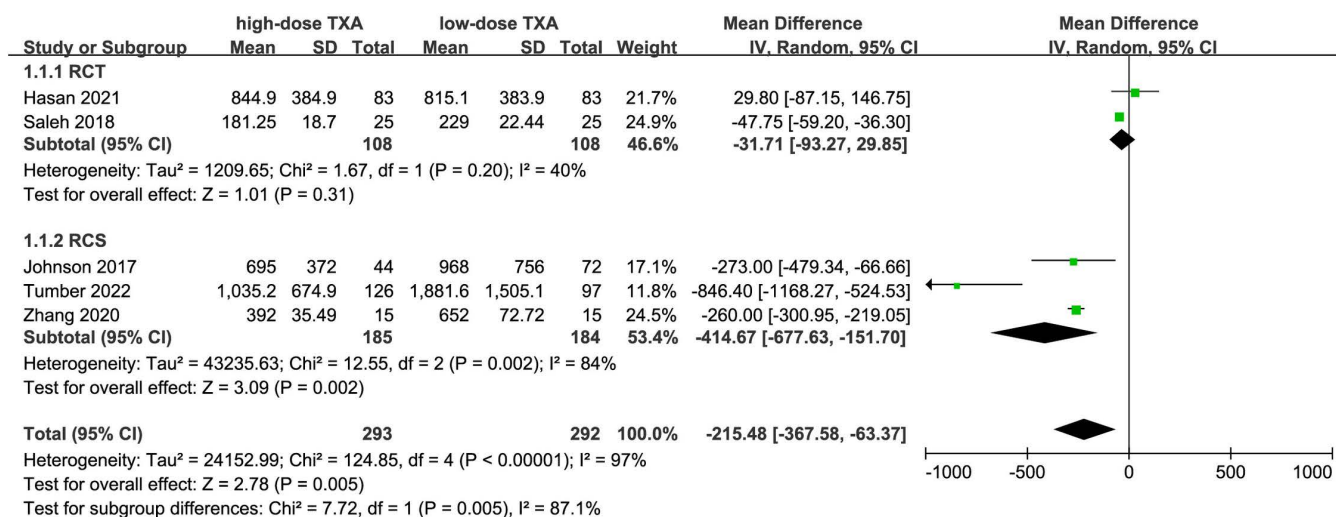 high-dose TXA low-dose TXA Mean Difference Mean Difference
Study or Subgroup Mean SD Total Mean SD Total Weight IV, Random, 95% CI IV, Random, 95% CI
1.1.1 RCT
Hasan 2021 844.9 384.9 83 815.1 383.9 83 21.7% 29.80 [-87.15, 146.75]
Saleh 2018 181.25 18.7 25 229 22.44 25 24.9% -47.75 [-59.20, -36.30]
Subtotal (95% CI) 108 108 46.6% -31.71 [-93.27, 29.85]
Heterogeneity: Tau² = 1209.65; Chi² = 1.67, df = 1 (P = 0.20); I² = 40%
Test for overall effect: Z = 1.01 (P = 0.31)
1.1.2 RCS
Johnson 2017 695 372 44 968 756 72 17.1% -273.00 [-479.34, -66.66]
Tumber 2022 1,035.2 674.9 126 1,881.6 1,505.1 97 11.8% -846.40 [-1168.27, -524.53]
Zhang 2020 392 35.49 15 652 72.72 15 24.5% -260.00 [-300.95, -219.05]
Subtotal (95% CI) 185 184 53.4% -414.67 [-677.63, -151.70]
Heterogeneity: Tau² = 43235.63; Chi² = 12.55, df = 2 (P = 0.002); I² = 84%
Test for overall effect: Z = 3.09 (P = 0.002)
Total (95% CI) 293 292 100.0% -215.48 [-367.58, -63.37]
Heterogeneity: Tau² = 24152.99; Chi² = 124.85, df = 4 (P < 0.00001); I² = 97%
Test for overall effect: Z = 2.78 (P = 0.005)
Test for subgroup differences: Chi² = 7.72, df = 1 (P = 0.005), I² = 87.1%
-1000 -500 0 500 1000